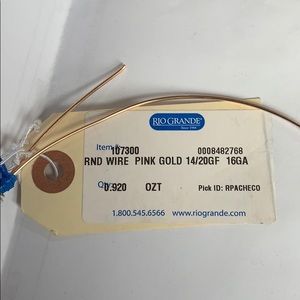 RIO GRANDE®
Since 1944
Item #:
107300 0008482768
RND WIRE PINK GOLD 14/20GF 16GA
Qty:
0.920 OZT Pick ID: RPACHECO
1.800.545.6566 www.riogrande.com